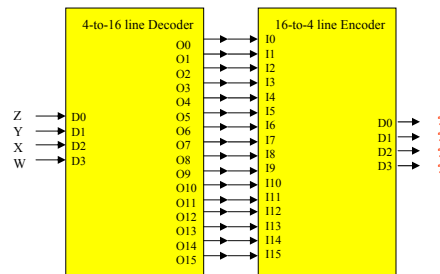 4-to-16 line Decoder
16-to-4 line Encoder
O0
O1
O2
O3
O4
O5
O6
O7
O8
O9
O10
O11
O12
O13
O14
O15
I0
I1
I2
I3
I4
I5
I6
I7
I8
I9
I10
I11
I12
I13
I14
I15
Z
Y
X
W
D0
D1
D2
D3
D0
D1
D2
D3